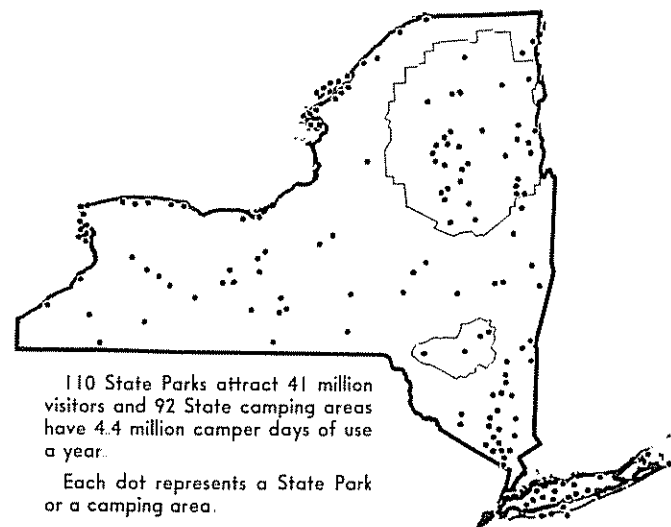 110 State Parks attract 41 million
visitors and 92 State camping areas
have 4.4 million camper days of use
a year.
Each dot represents a State Park
or a camping area.